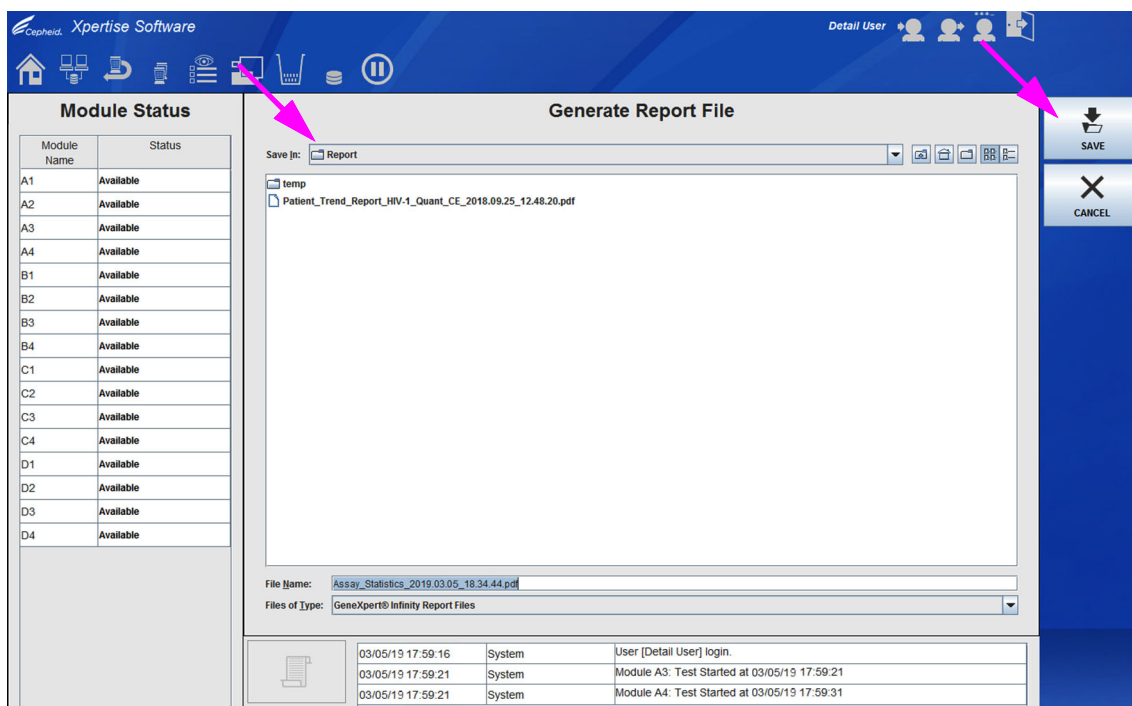 Cepheid. Xpertise Software
Detail User
Module Status
Module Name Status
A1 Available
A2 Available
A3 Available
A4 Available
B1 Available
B2 Available
B3 Available
B4 Available
C1 Available
C2 Available
C3 Available
C4 Available
D1 Available
D2 Available
D3 Available
D4 Available
Generate Report File
Save In: Report
temp
Patient_Trend_Report_HIV-1_Quant_CE_2018.09.25_12.48.20.pdf
File Name: Assay_Statistics_2019.03.05_18.34.44.pdf
Files of Type: GeneXpert® Infinity Report Files
03/05/19 17:59:16 System User [Detail User] login.
03/05/19 17:59:21 System Module A3: Test Started at 03/05/19 17:59:21
03/05/19 17:59:21 System Module A4: Test Started at 03/05/19 17:59:31
SAVE
CANCEL